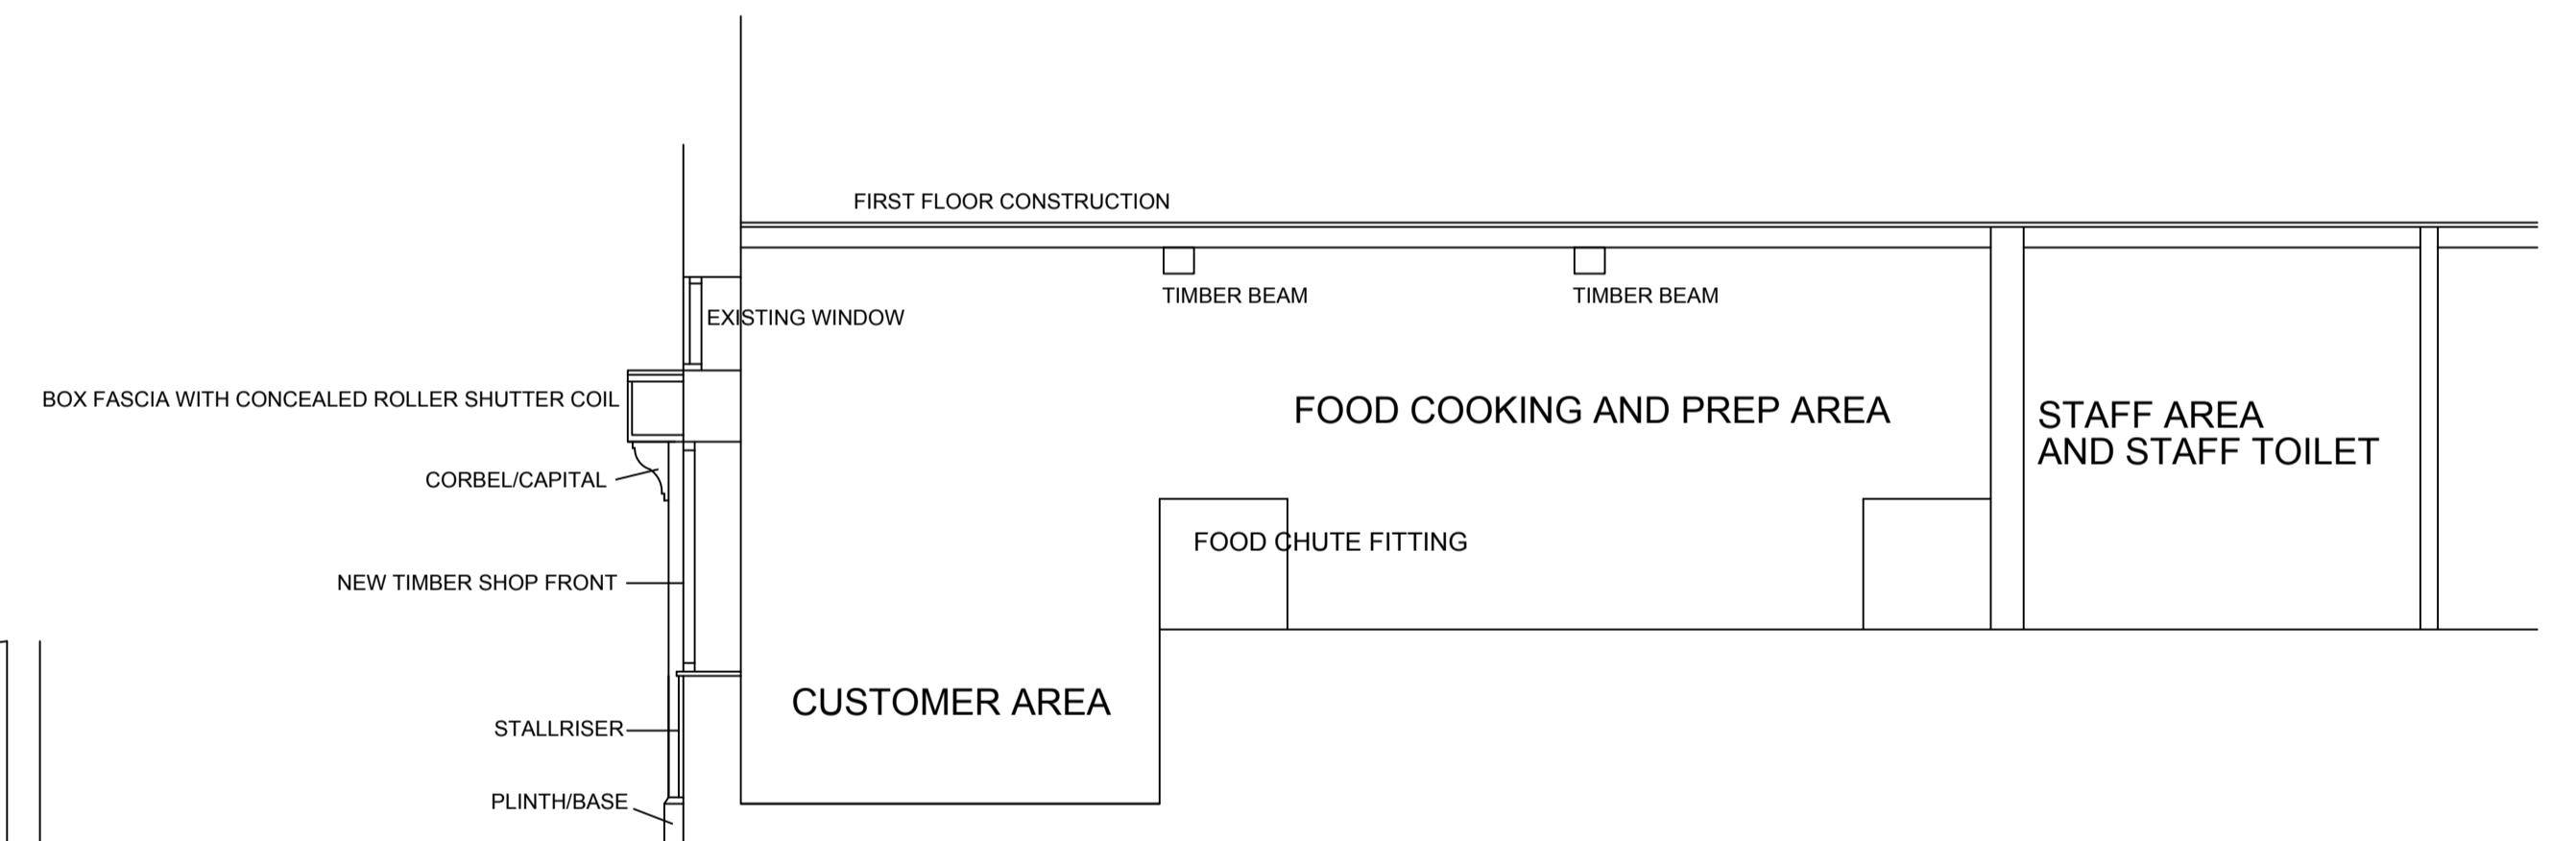 FIRST FLOOR CONSTRUCTION
TIMBER BEAM
TIMBER BEAM
EXISTING WINDOW
BOX FASCIA WITH CONCEALED ROLLER SHUTTER COIL
FOOD COOKING AND PREP AREA
STAFF AREA
AND STAFF TOILET
CORBEL/CAPITAL
FOOD CHUTE FITTING
NEW TIMBER SHOP FRONT
CUSTOMER AREA
STALLRISER
PLINTH/BASE